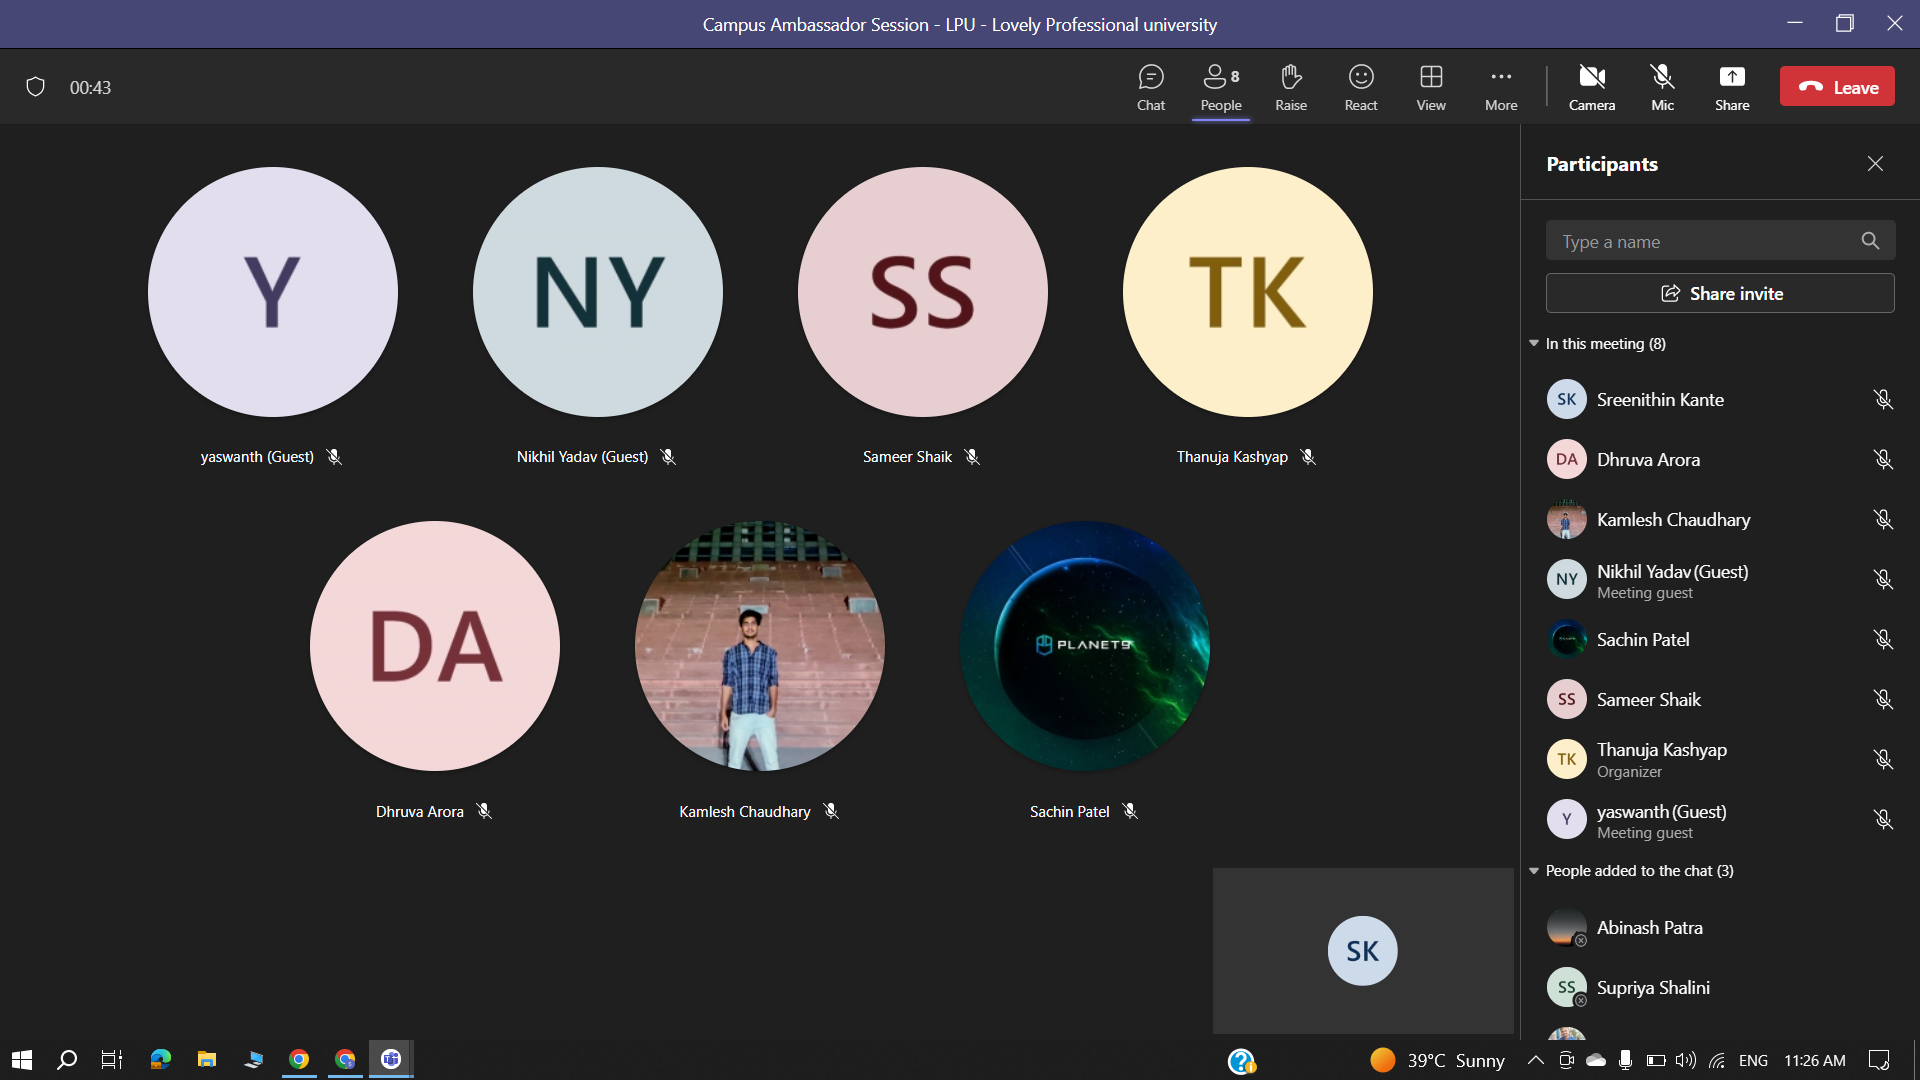 Campus Ambassador Session - LPU - Lovely Professional university
00:43
Chat
8
People
Raise
React
View
More
Camera
Mic
Share
Leave
Y
yaswanth (Guest)
NY
Nikhil Yadav (Guest)
SS
Sameer Shaik
TK
Thanuja Kashyap
DA
Dhruva Arora
Kamlesh Chaudhary
PLANET9
Sachin Patel
SK
Participants
Type a name
Share invite
In this meeting (8)
SK Sreenithin Kante
DA Dhruva Arora
Kamlesh Chaudhary
NY Nikhil Yadav (Guest)
Meeting guest
Sachin Patel
SS Sameer Shaik
TK Thanuja Kashyap
Organizer
Y yaswanth (Guest)
Meeting guest
People added to the chat (3)
Abinash Patra
SS Supriya Shalini
39°C Sunny
ENG
11:26 AM